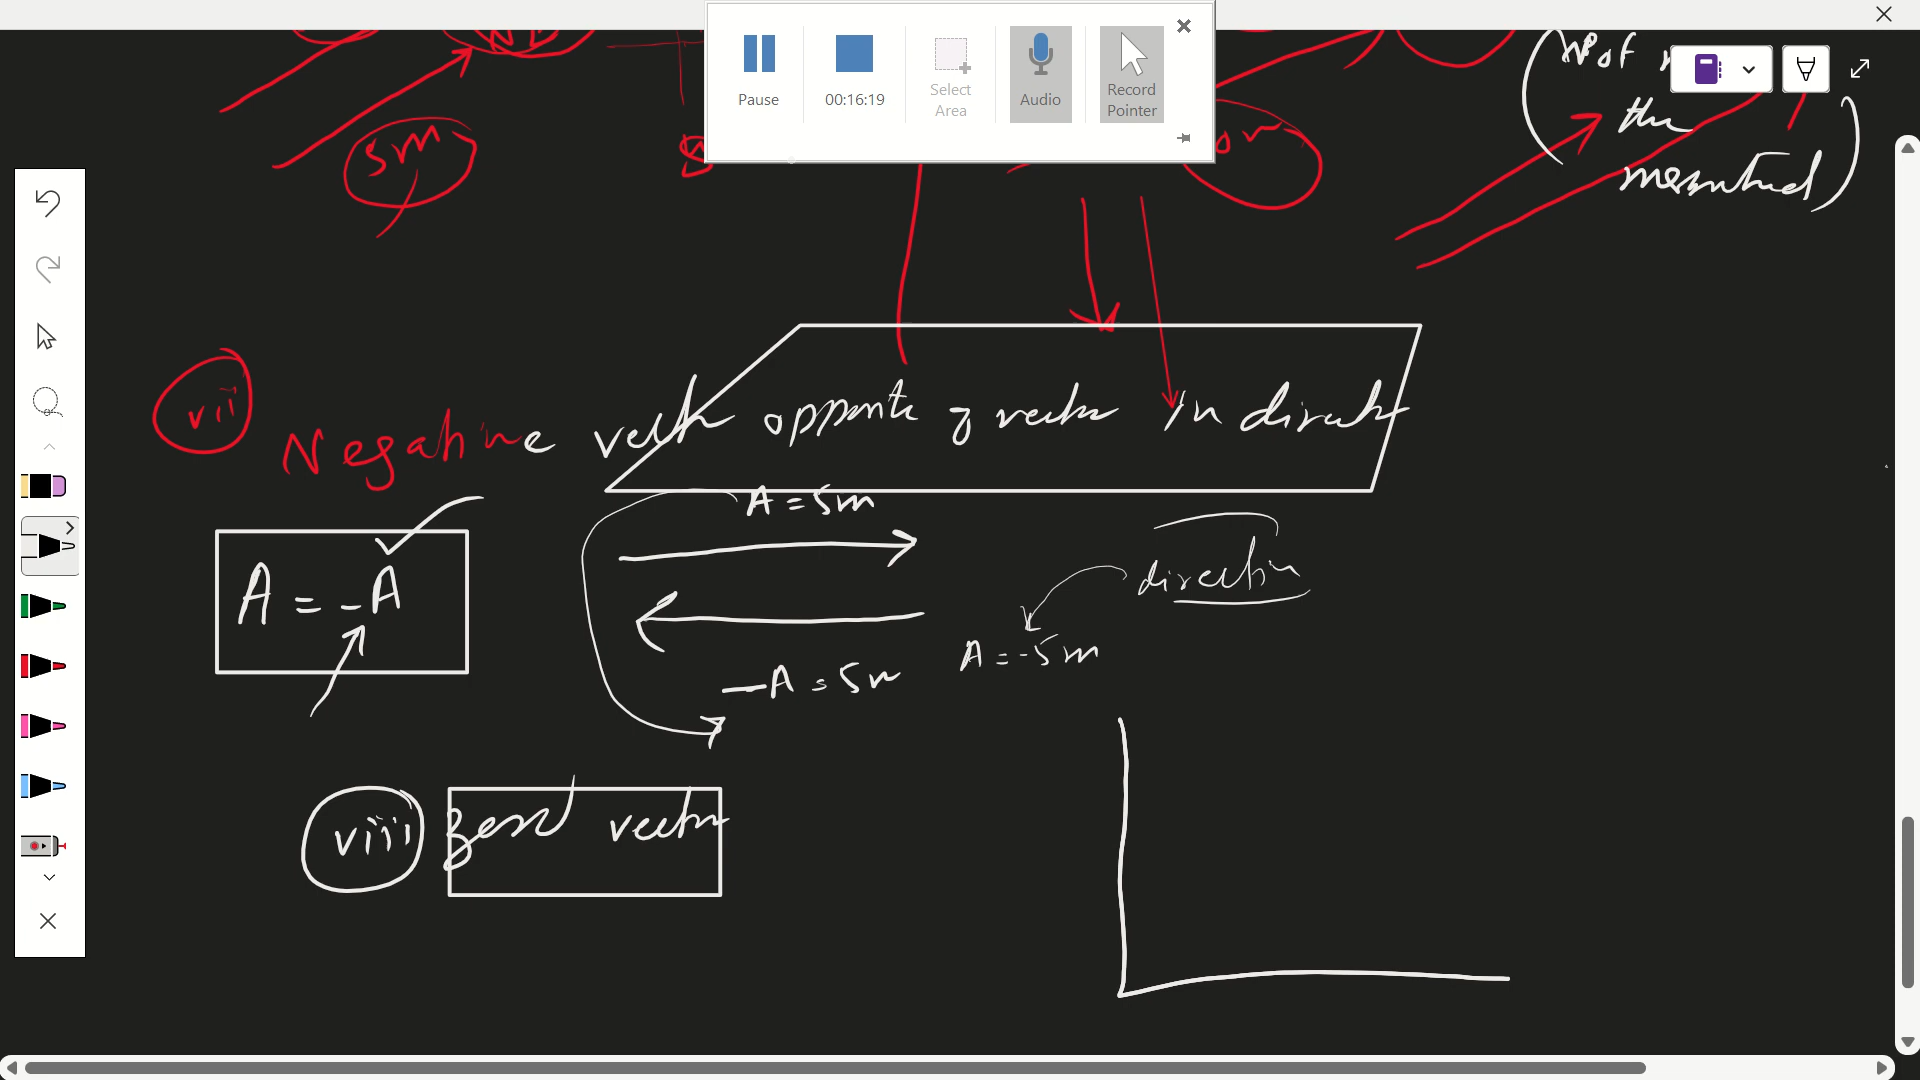 Pause
00:16:19
Select
Area
Audio
Record
Pointer
No of
the
5m
vii
Negative vector opposite of vector in direction
A = 5m
A = -A
direction
A = -5m
-A = 5m
viii
Zero vector